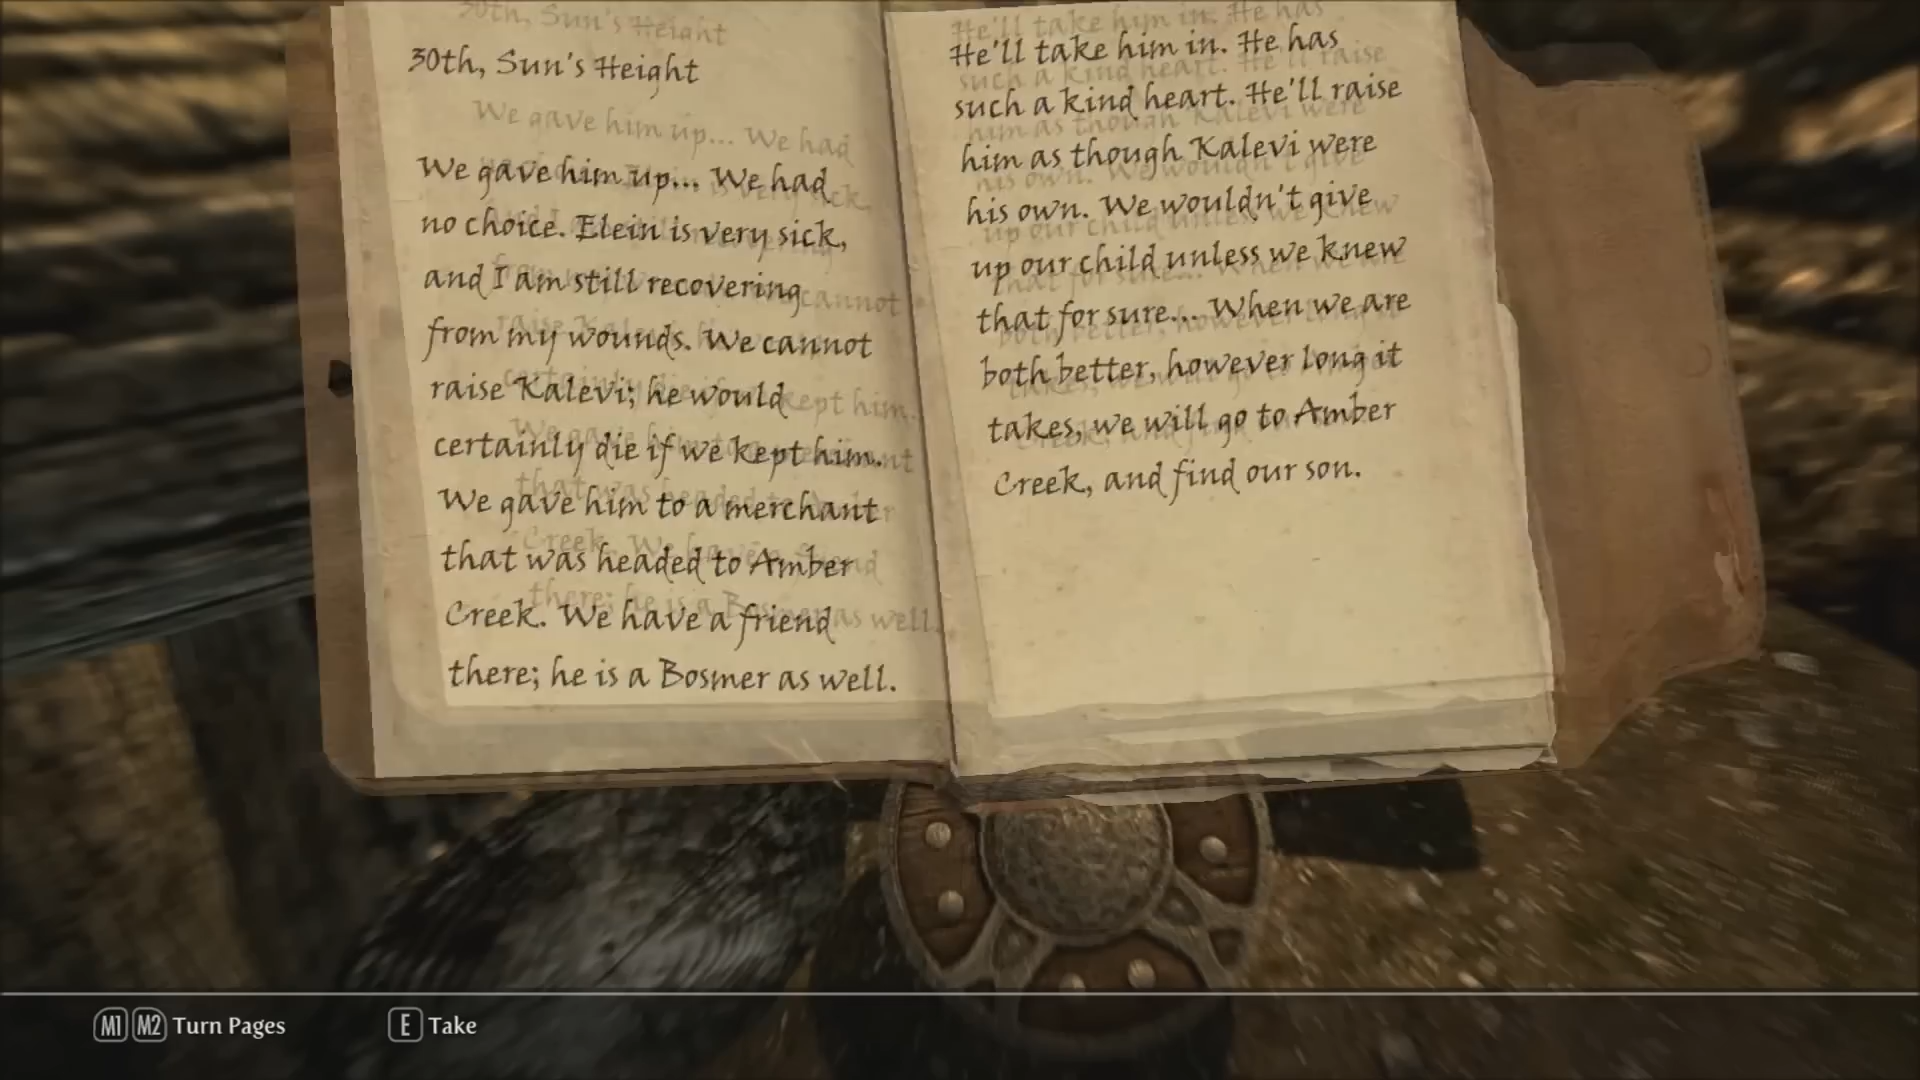 30th, Sun's Height
We gave him up... We had
no choice. Elein is very sick,
and I am still recovering
from my wounds. We cannot
raise Kalevi; he would
certainly die if we kept him.
We gave him to a merchant
that was headed to Amber
Creek. We have a friend
there; he is a Bosmer as well.
He'll take him in. He has
such a kind heart. He'll raise
him as though Kalevi were
his own. We wouldn't give
up our child unless we knew
that for sure... When we are
both better, however long it
takes, we will go to Amber
Creek, and find our son.
M1 M2 Turn Pages
E Take